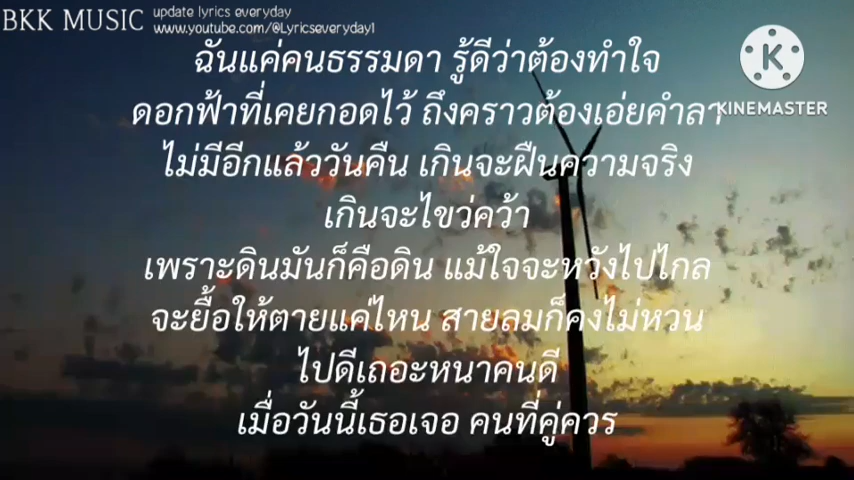 BKK MUSIC
update lyrics everyday
www.youtube.com/@Lyricseveryday1
KINEMASTER
ฉันแค่คนธรรมดา รู้ดีว่าต้องทำใจ
ดอกฟ้าที่เคยกอดไว้ ถึงคราวต้องเอ่ยคำลา
ไม่มีอีกแล้ววันคืน เกินจะฝืนความจริง
เกินจะไขว่คว้า
เพราะดินมันก็คือดิน แม้ใจจะหวังไปไกล
จะยื้อให้ตายแค่ไหน สายลมก็คงไม่หวน
ไปดีเถอะหนาคนดี
เมื่อวันนี้เธอเจอ คนที่คู่ควร